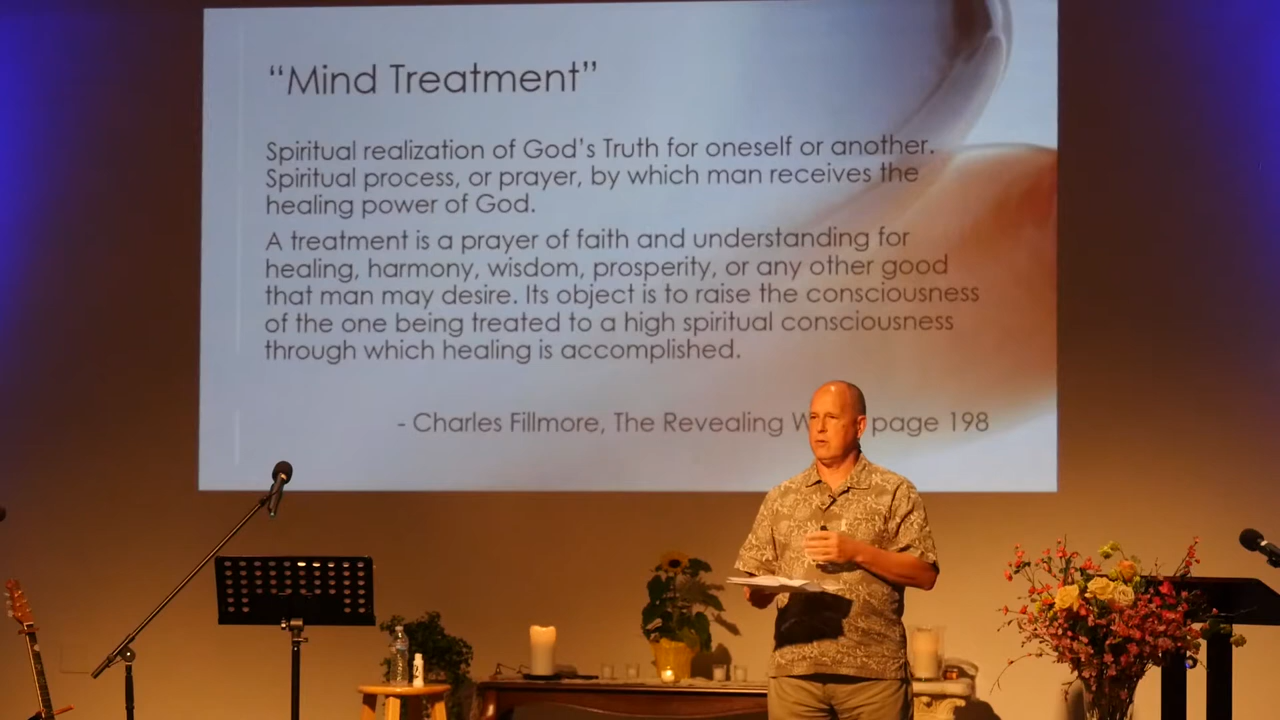 “Mind Treatment”
Spiritual realization of God’s Truth for oneself or another.
Spiritual process, or prayer, by which man receives the
healing power of God.
A treatment is a prayer of faith and understanding for
healing, harmony, wisdom, prosperity, or any other good
that man may desire. Its object is to raise the consciousness
of the one being treated to a high spiritual consciousness
through which healing is accomplished.
- Charles Fillmore, The Revealing page 198